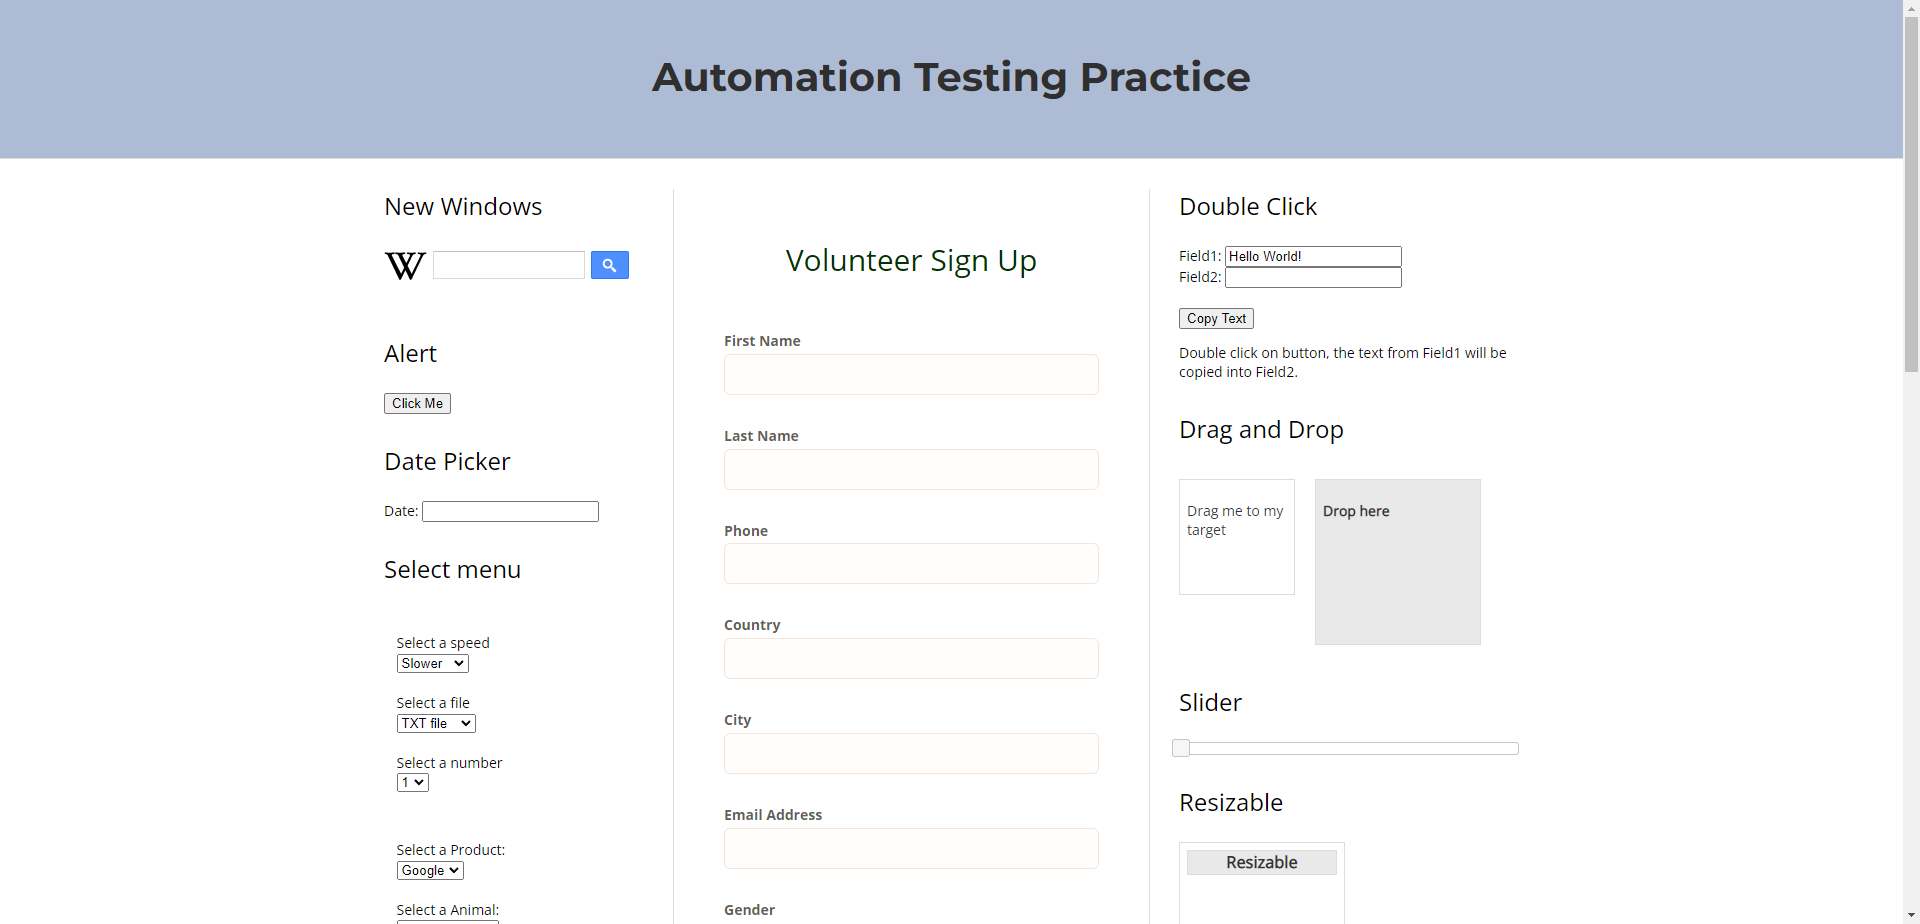 Automation Testing Practice
New Windows
W
Alert
Click Me
Date Picker
Date:
Select menu
Select a speed
Slower
Select a file
TXT file
Select a number
1
Select a Product:
Google
Select a Animal:
Volunteer Sign Up
First Name
Last Name
Phone
Country
City
Email Address
Gender
Double Click
Field1: Hello World!
Field2:
Copy Text
Double click on button, the text from Field1 will be
copied into Field2.
Drag and Drop
Drag me to my
target
Drop here
Slider
Resizable
Resizable